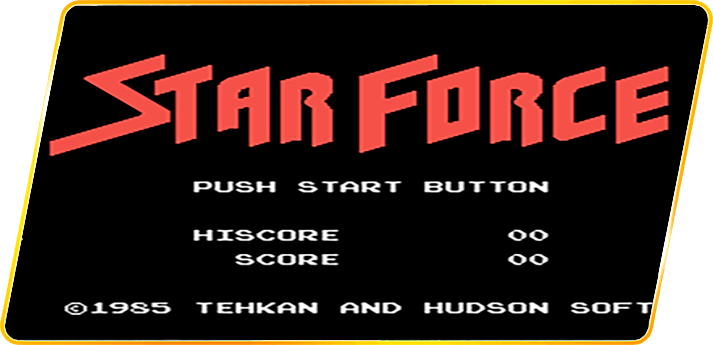 STAR FORCE
PUSH START BUTTON
HISCORE 00
SCORE 00
©1985 TEHKAN AND HUDSON SOFT